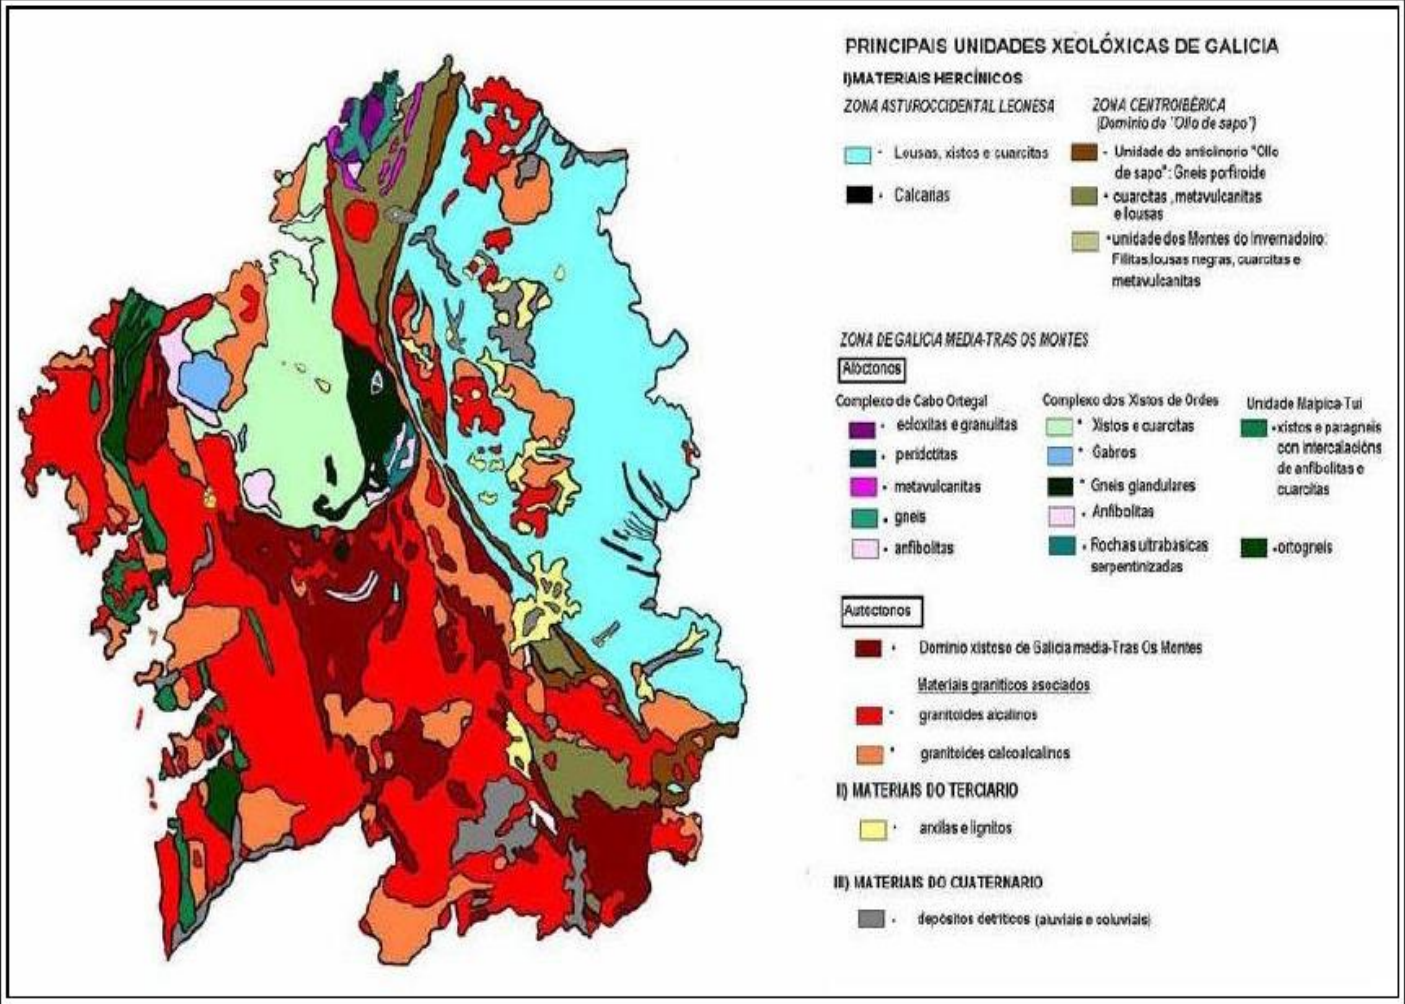 PRINCIPAIS UNIDADES XEOLÓXICAS DE GALICIA
I)MATERIAIS HERCÍNICOS
ZONA ASTUROCCIDENTAL LEONESA
- Lousas, xistos e cuarcitas
• Calcarias
ZONA CENTROIBÉRICA
(Dominio do "Ollo de sapo")
- Unidade do anticlinorio "Ollo
de sapo": Gneis porfiroide
• cuarcitas ,metavulcanitas
e lousas
•unidade dos Montes do Invernadoiro:
Filitas,lousas negras, cuarcitas e
metavulcanitas
ZONA DE GALICIA MEDIA-TRAS OS MONTES
Alóctonos
Complexo de Cabo Ortegal
• ecloxitas e granulitas
• peridotitas
• metavulcanitas
• gneis
• anfibolitas
Complexo dos Xistos de Ordes
• Xistos e cuarcitas
• Gabros
• Gneis glandulares
• Anfibolitas
• Rochas ultrabasicas
serpentinizadas
Unidade Malpica-Tui
•xistos e paragneis
con intercalacións
de anfibolitas e
cuarcitas
•ortogneis
Autoctonos
• Dominio xistoso de Galicia media-Tras Os Montes
Materiais graníticos asociados
• granitoides alcalinos
• granitoides calcoalcalinos
II) MATERIAIS DO TERCIARIO
• arxilas e lignitos
III) MATERIAIS DO CUATERNARIO
• depósitos detríticos (aluviais e coluviais)